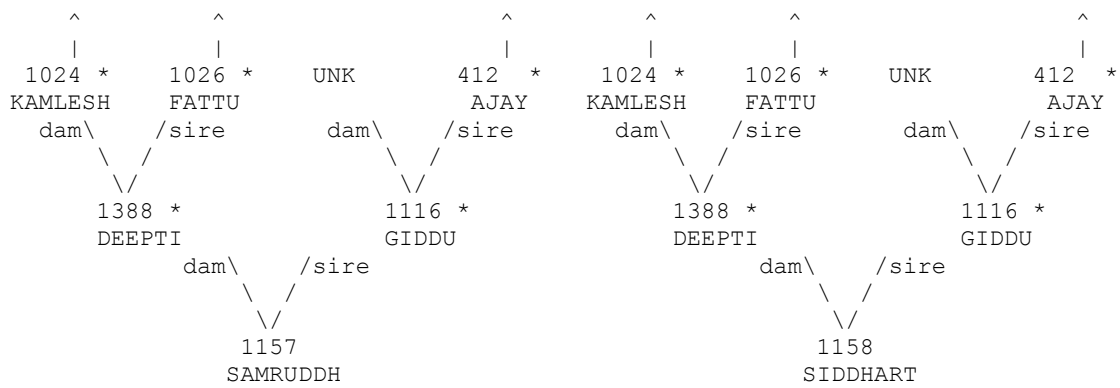 ^ ^ ^ ^ ^ ^
| | | | | |
1024 * 1026 * UNK 412 * 1024 * 1026 * UNK 412 *
KAMLESH FATTU AJAY KAMLESH FATTU AJAY
dam\ /sire dam\ /sire dam\ /sire dam\ /sire
\ / \ / \ / \ /
\/ \/ \/ \/
1388 * 1116 * 1388 * 1116 *
DEEPTI GIDDU DEEPTI GIDDU
dam\ /sire dam\ /sire
\ / \ /
\/ \/
1157 1158
SAMRUDDH SIDDHART